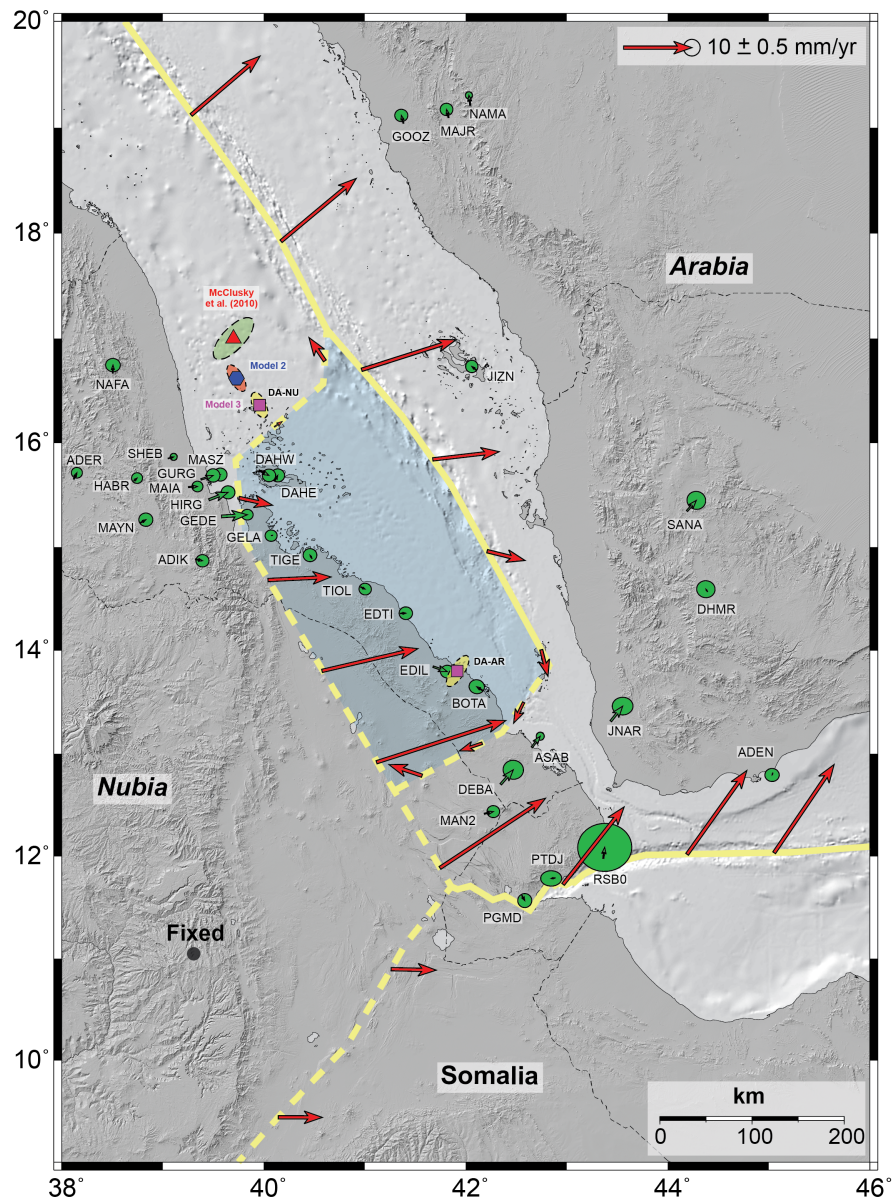 20°
10 ± 0.5 mm/yr
NAMA
MAJR
GOOZ
18°
Arabia
McClusky
et al. (2010)
Model 2
JIZN
NAFA
DA-NU
Model 3
16°
SHEB
MASZ
DAHW
ADER
GURG
HABR
MAIA
DAHE
HIRG
SANA
MAYN
GEDE
GELA
ADIK
TIGE
TIOL
DHMR
EDTI
14°
DA-AR
EDIL
BOTA
JNAR
ASAB
ADEN
Nubia
DEBA
MAN2
12°
PTDJ
RSB0
PGMD
Fixed
10°
Somalia
km
0 100 200
38° 40° 42° 44° 46°